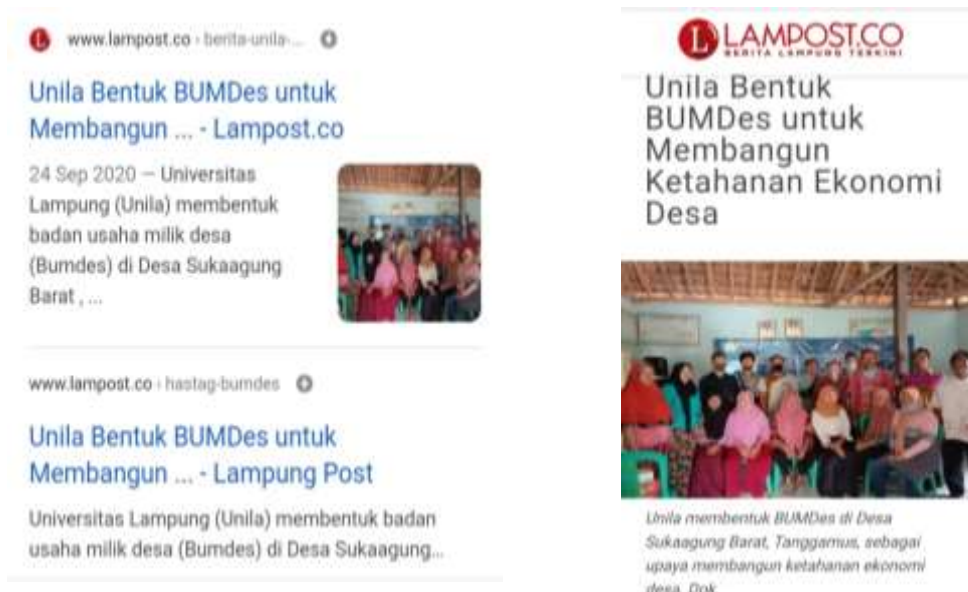 www.lampost.co › berita-unila-...
Unila Bentuk BUMDes untuk
Membangun ... - Lampost.co
24 Sep 2020 — Universitas
Lampung (Unila) membentuk
badan usaha milik desa
(Bumdes) di Desa Sukaagung
Barat , ...
www.lampost.co › hastag-bumdes
Unila Bentuk BUMDes untuk
Membangun ... - Lampung Post
Universitas Lampung (Unila) membentuk badan
usaha milik desa (Bumdes) di Desa Sukaagung...
L LAMPOST.CO
BERITA LAMPUNG TERKINI
Unila Bentuk
BUMDes untuk
Membangun
Ketahanan Ekonomi
Desa
Unila membentuk BUMDes di Desa
Sukaagung Barat, Tanggamus, sebagai
upaya membangun ketahanan ekonomi
desa. Dok